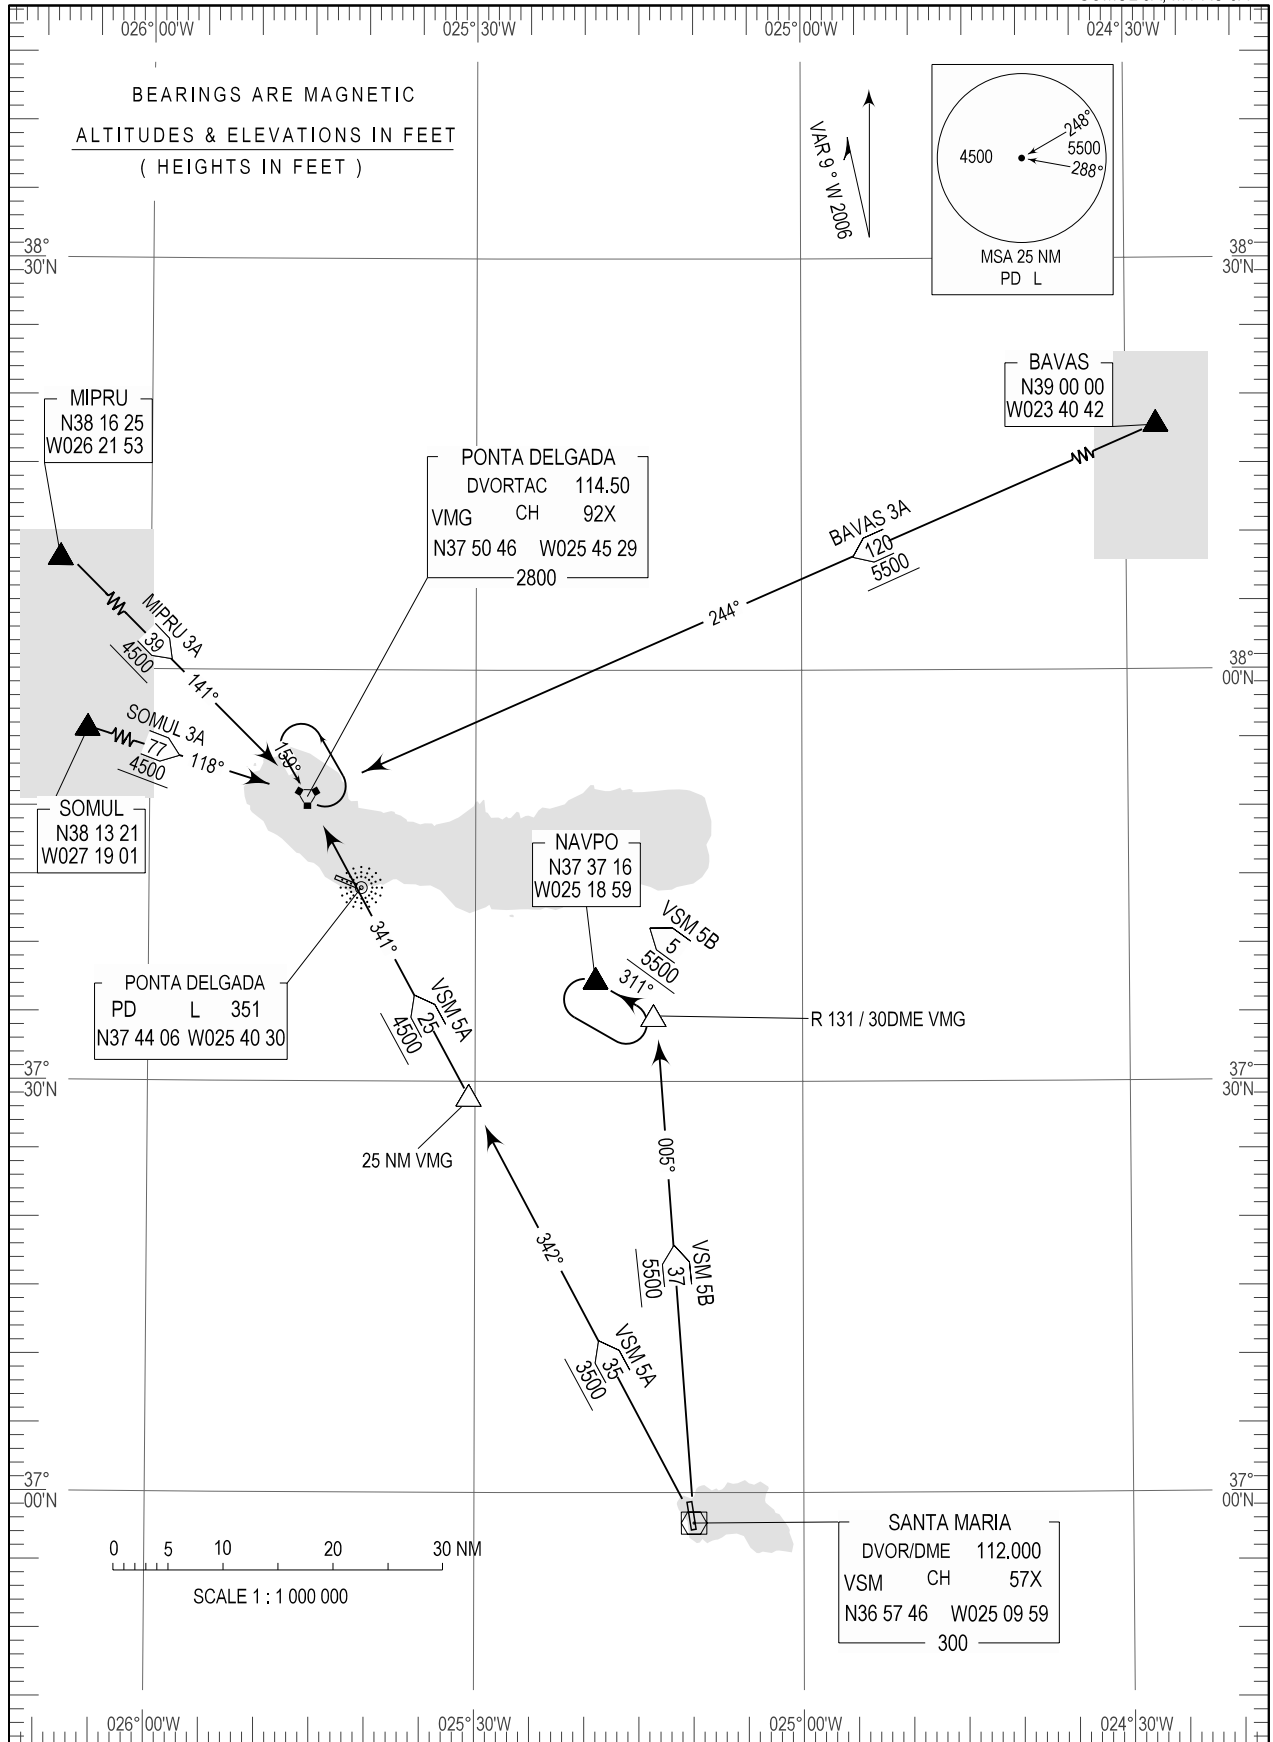 026°00'W
025°30'W
025°00'W
024°30'W
BEARINGS ARE MAGNETIC
ALTITUDES & ELEVATIONS IN FEET
( HEIGHTS IN FEET )
VAR 9° W 2006
4500
248°
5500
288°
MSA 25 NM
PD L
38°
30'N
38°
30'N
MIPRU
N38 16 25
W026 21 53
BAVAS
N39 00 00
W023 40 42
PONTA DELGADA
DVORTAC 114.50
VMG CH 92X
N37 50 46 W025 45 29
2800
BAVAS 3A
120
5500
244°
MIPRU 3A
39
4500
141°
38°
00'N
38°
00'N
SOMUL 3A
77
4500
118°
159°
SOMUL
N38 13 21
W027 19 01
NAVPO
N37 37 16
W025 18 59
VSM 5B
5
5500
311°
341°
PONTA DELGADA
PD L 351
N37 44 06 W025 40 30
VSM 5A
25
4500
R 131 / 30DME VMG
37°
30'N
37°
30'N
25 NM VMG
005°
342°
VSM 5B
37
5500
VSM 5A
35
3500
37°
00'N
37°
00'N
SANTA MARIA
DVOR/DME 112.000
VSM CH 57X
N36 57 46 W025 09 59
300
0 5 10 20 30 NM
SCALE 1 : 1 000 000
026°00'W
025°30'W
025°00'W
024°30'W